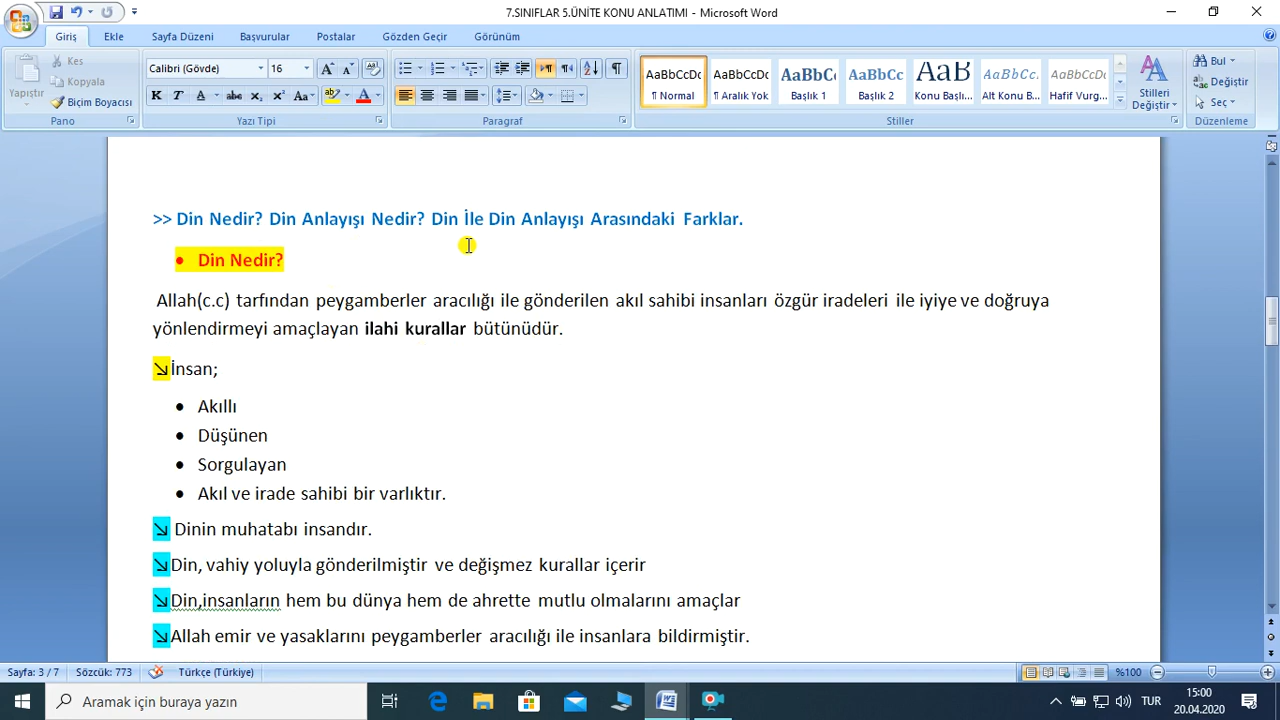 7.SINIFLAR 5.ÜNİTE KONU ANLATIMI - Microsoft Word
Giriş Ekle Sayfa Düzeni Başvurular Postalar Gözden Geçir Görünüm
Yapıştır
Kes
Kopyala
Biçim Boyacısı
Pano
Calibri (Gövde) 16
Yazı Tipi
Paragraf
AaBbCcDc AaBbCcDc AaBbCc AaBbCc AaB AaBbCcL AaBbCcDc
¶ Normal ¶ Aralık Yok Başlık 1 Başlık 2 Konu Başlı... Alt Konu B... Hafif Vurg...
Stilleri Değiştir
Stiller
Bul
Değiştir
Seç
Düzenleme
>> Din Nedir? Din Anlayışı Nedir? Din İle Din Anlayışı Arasındaki Farklar.
• Din Nedir?
Allah(c.c) tarfından peygamberler aracılığı ile gönderilen akıl sahibi insanları özgür iradeleri ile iyiye ve doğruya
yönlendirmeyi amaçlayan ilahi kurallar bütünüdür.
↘İnsan;
• Akıllı
• Düşünen
• Sorgulayan
• Akıl ve irade sahibi bir varlıktır.
↘ Dinin muhatabı insandır.
↘Din, vahiy yoluyla gönderilmiştir ve değişmez kurallar içerir
↘Din,insanların hem bu dünya hem de ahrette mutlu olmalarını amaçlar
↘Allah emir ve yasaklarını peygamberler aracılığı ile insanlara bildirmiştir.
Sayfa: 3 / 7 Sözcük: 773 Türkçe (Türkiye) %100
Aramak için buraya yazın
TUR
15:00
20.04.2020